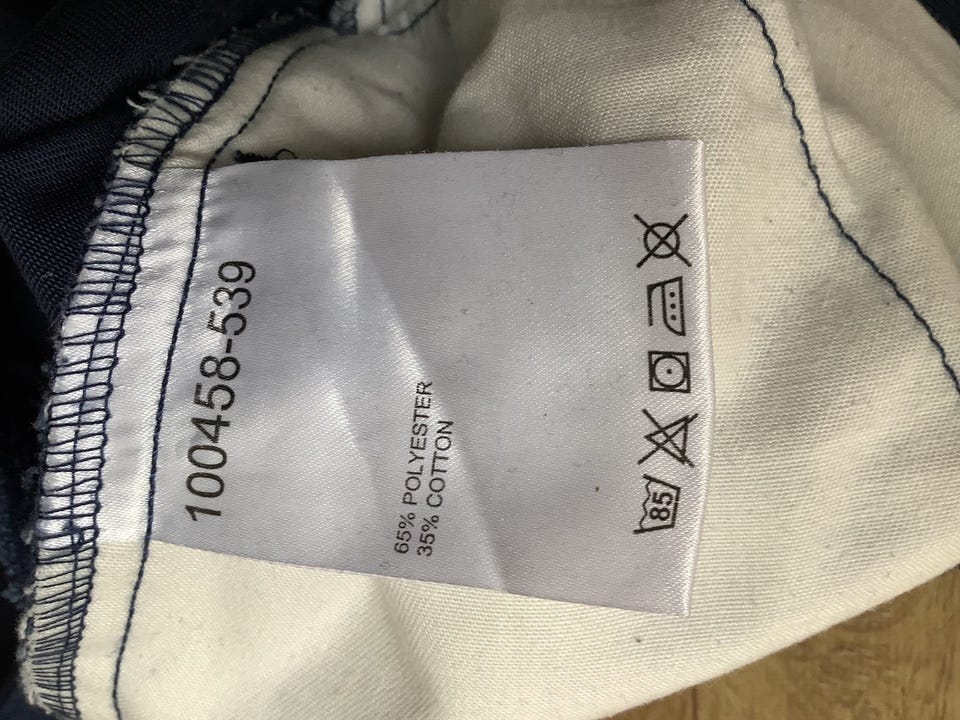 100458-539
65% POLYESTER
35% COTTON
85